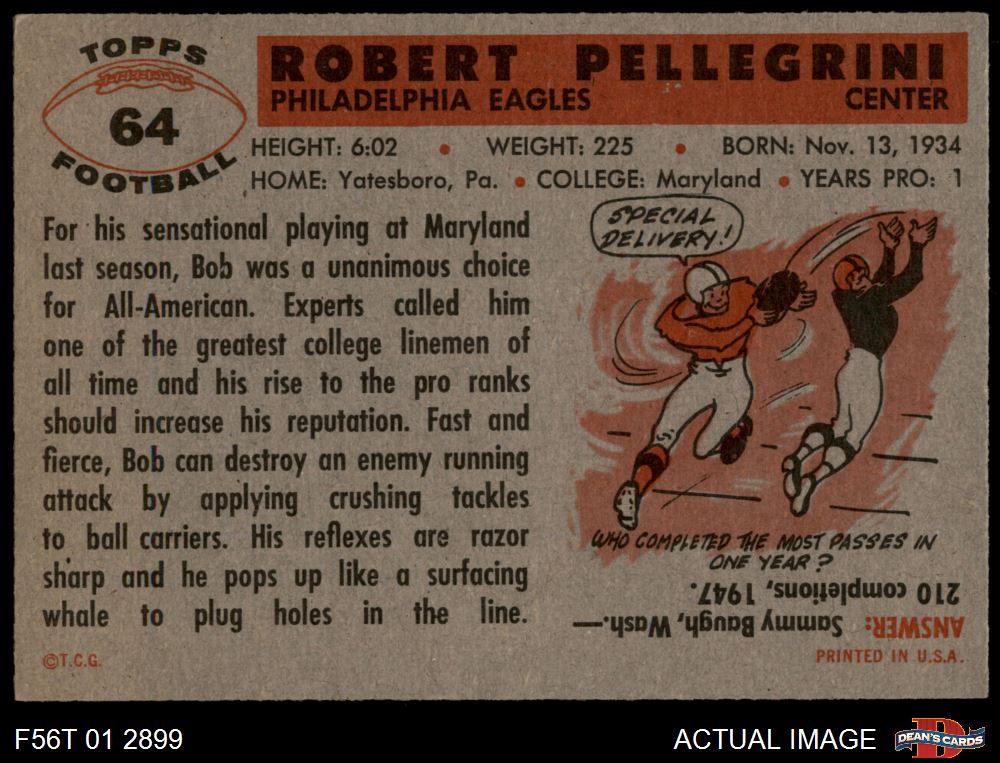 TOPPS
64
FOOTBALL
ROBERT PELLEGRINI
PHILADELPHIA EAGLES CENTER
HEIGHT: 6:02 • WEIGHT: 225 • BORN: Nov. 13, 1934
HOME: Yatesboro, Pa. • COLLEGE: Maryland • YEARS PRO: 1
For his sensational playing at Maryland
last season, Bob was a unanimous choice
for All-American. Experts called him
one of the greatest college linemen of
all time and his rise to the pro ranks
should increase his reputation. Fast and
fierce, Bob can destroy an enemy running
attack by applying crushing tackles
to ball carriers. His reflexes are razor
sharp and he pops up like a surfacing
whale to plug holes in the line.
©T.C.G.
SPECIAL
DELIVERY!
WHO COMPLETED THE MOST PASSES IN
ONE YEAR?
ANSWER: Sammy Baugh, Wash.—
210 completions, 1947.
PRINTED IN U.S.A.
F56T 01 2899
ACTUAL IMAGE
D
DEAN'S CARDS